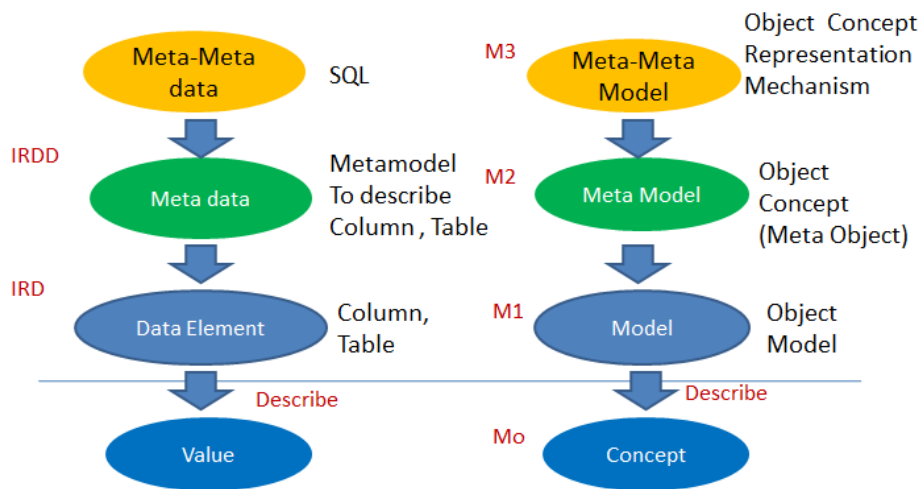 Meta-Meta
data
SQL
IRDD
Meta data
Metamodel
To describe
Column , Table
IRD
Data Element
Column,
Table
Describe
Value
M3
Meta-Meta
Model
Object Concept
Representation
Mechanism
M2
Meta Model
Object
Concept
(Meta Object)
M1
Model
Object
Model
Describe
Mo
Concept